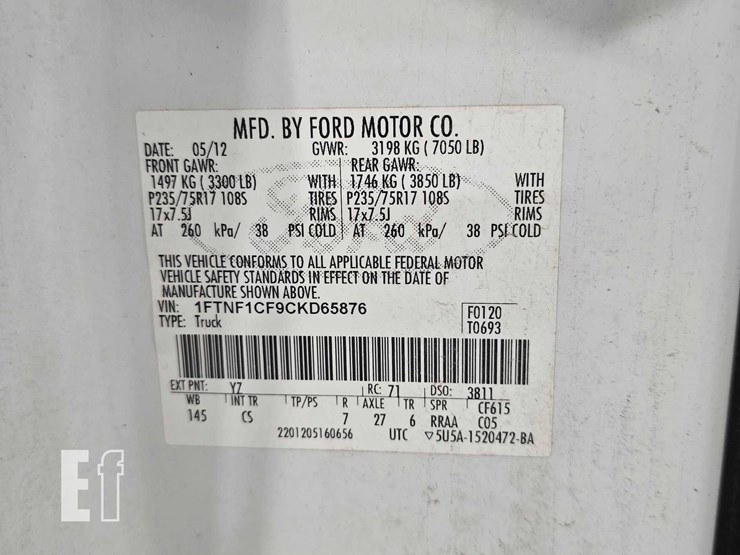 MFD. BY FORD MOTOR CO.
DATE: 05/12 GVWR: 3198 KG ( 7050 LB)
FRONT GAWR: REAR GAWR:
1497 KG ( 3300 LB) WITH 1746 KG ( 3850 LB) WITH
P235/75R17 108S TIRES P235/75R17 108S TIRES
17x7.5J RIMS 17x7.5J RIMS
AT 260 kPa/ 38 PSI COLD AT 260 kPa/ 38 PSI COLD
THIS VEHICLE CONFORMS TO ALL APPLICABLE FEDERAL MOTOR
VEHICLE SAFETY STANDARDS IN EFFECT ON THE DATE OF
MANUFACTURE SHOWN ABOVE.
VIN: 1FTNF1CF9CKD65876
TYPE: Truck
F0120
T0693
EXT PNT: YZ RC: 71 DSO: 3811
WB INT TR TP/PS R AXLE TR SPR CF615
145 CS 7 27 6 RRAA C05
2201205160656 UTC ▽5U5A-1520472-BA
Ef